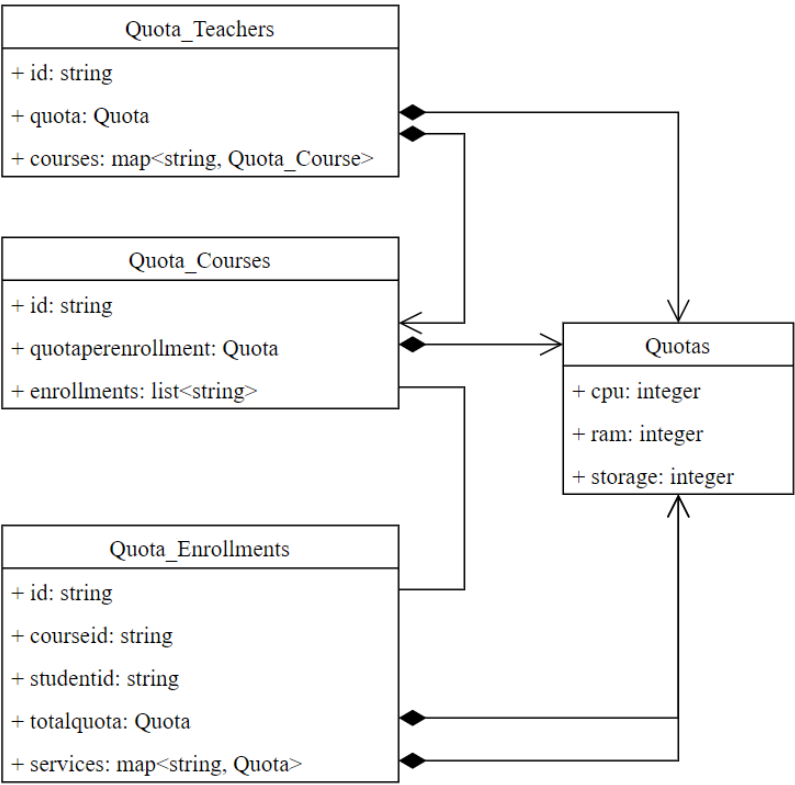 Quota_Teachers
+ id: string
+ quota: Quota
+ courses: map<string, Quota_Course>
Quota_Courses
+ id: string
+ quotaperenrollment: Quota
+ enrollments: list<string>
Quotas
+ cpu: integer
+ ram: integer
+ storage: integer
Quota_Enrollments
+ id: string
+ courseid: string
+ studentid: string
+ totalquota: Quota
+ services: map<string, Quota>